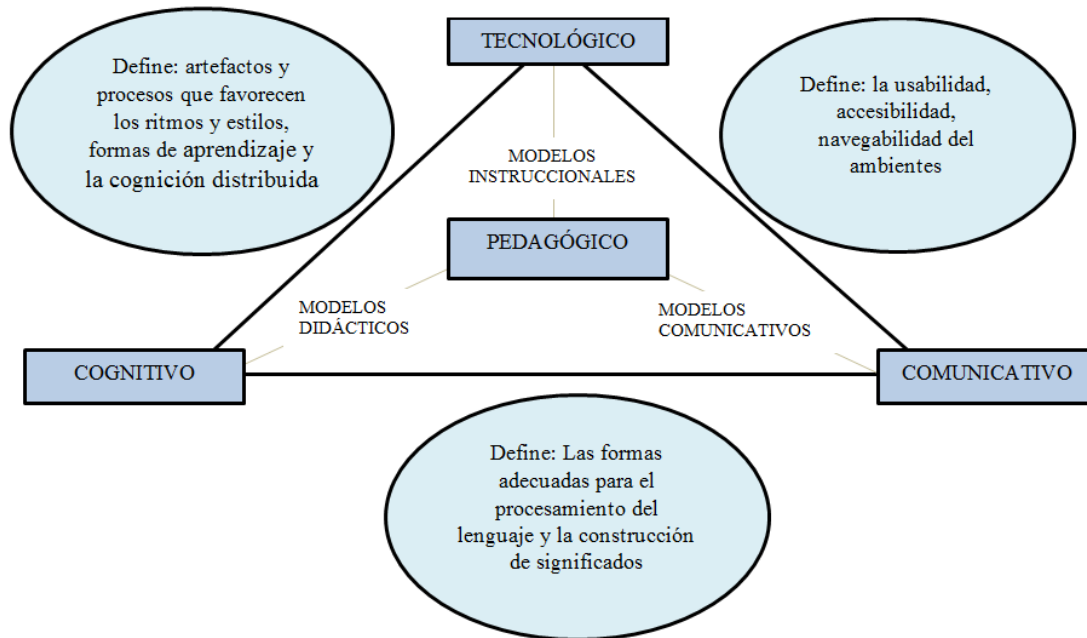 TECNOLÓGICO
Define: artefactos y
procesos que favorecen
los ritmos y estilos,
formas de aprendizaje y
la cognición distribuida
Define: la usabilidad,
accesibilidad,
navegabilidad del
ambientes
MODELOS
INSTRUCCIONALES
PEDAGÓGICO
MODELOS
DIDÁCTICOS
MODELOS
COMUNICATIVOS
COGNITIVO
COMUNICATIVO
Define: Las formas
adecuadas para el
procesamiento del
lenguaje y la construcción
de significados